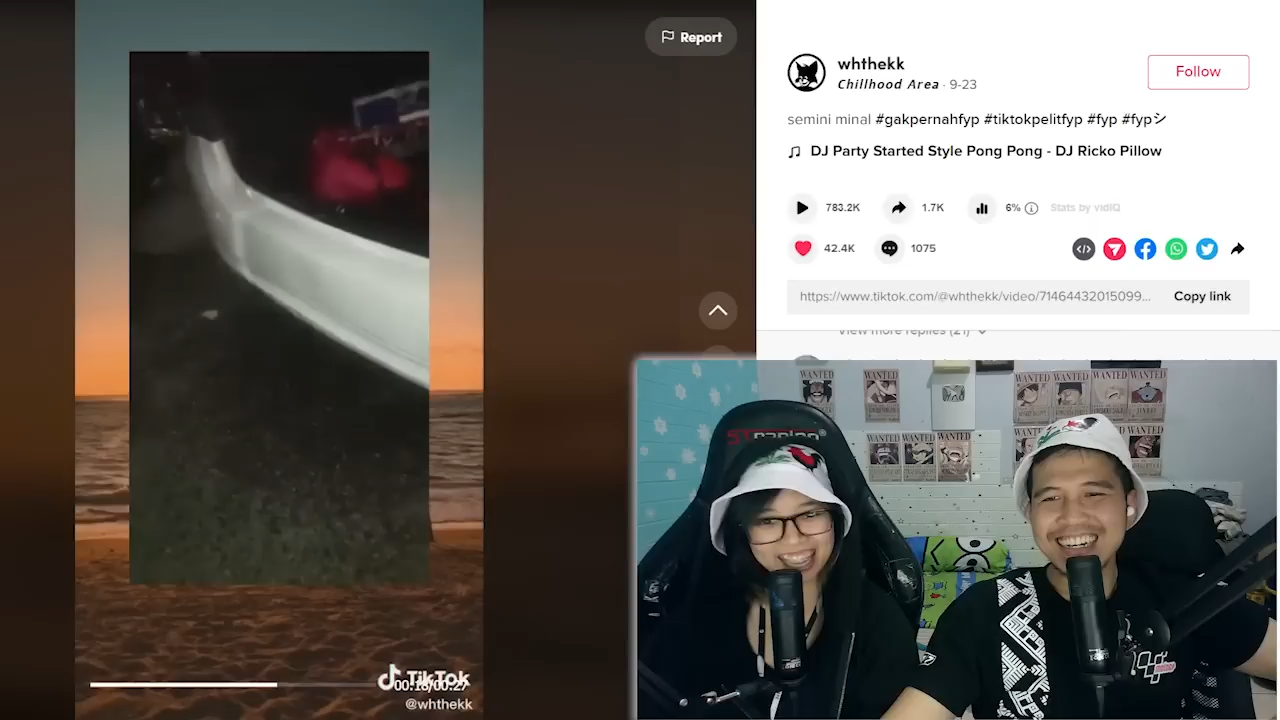 Report
whthekk
Chillhood Area · 9-23
Follow
semini minal #gakpernahfyp #tiktokpelitfyp #fyp #fypシ
DJ Party Started Style Pong Pong - DJ Ricko Pillow
783.2K
1.7K
6%
Stats by vidIQ
42.4K
1075
https://www.tiktok.com/@whthekk/video/71464432015099...
Copy link
View more replies (21)
WANTED
WANTED
WANTED WANTED WANTED WANTED
WANTED WANTED WANTED
TikTok
00:18/00:27
@whthekk